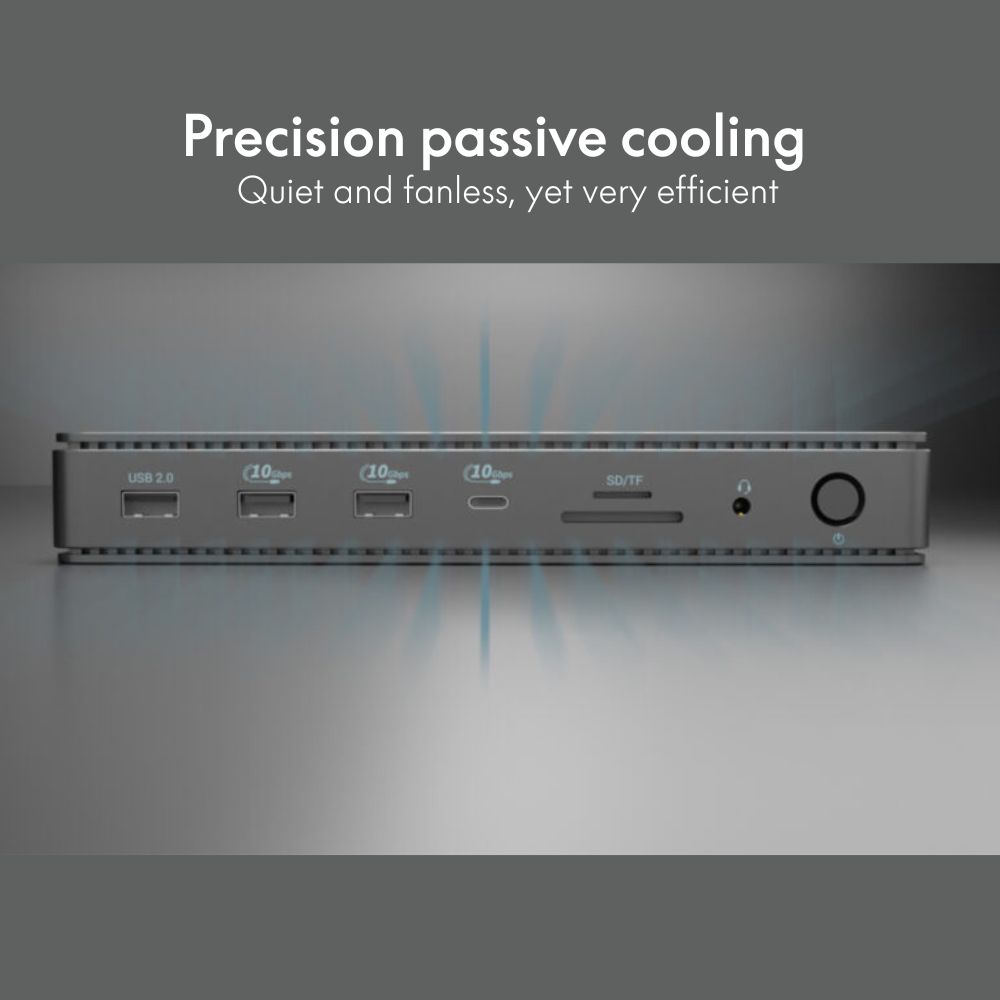 Precision passive cooling
Quiet and fanless, yet very efficient
USB 2.0
10Gbps
10Gbps
10Gbps
SD/TF